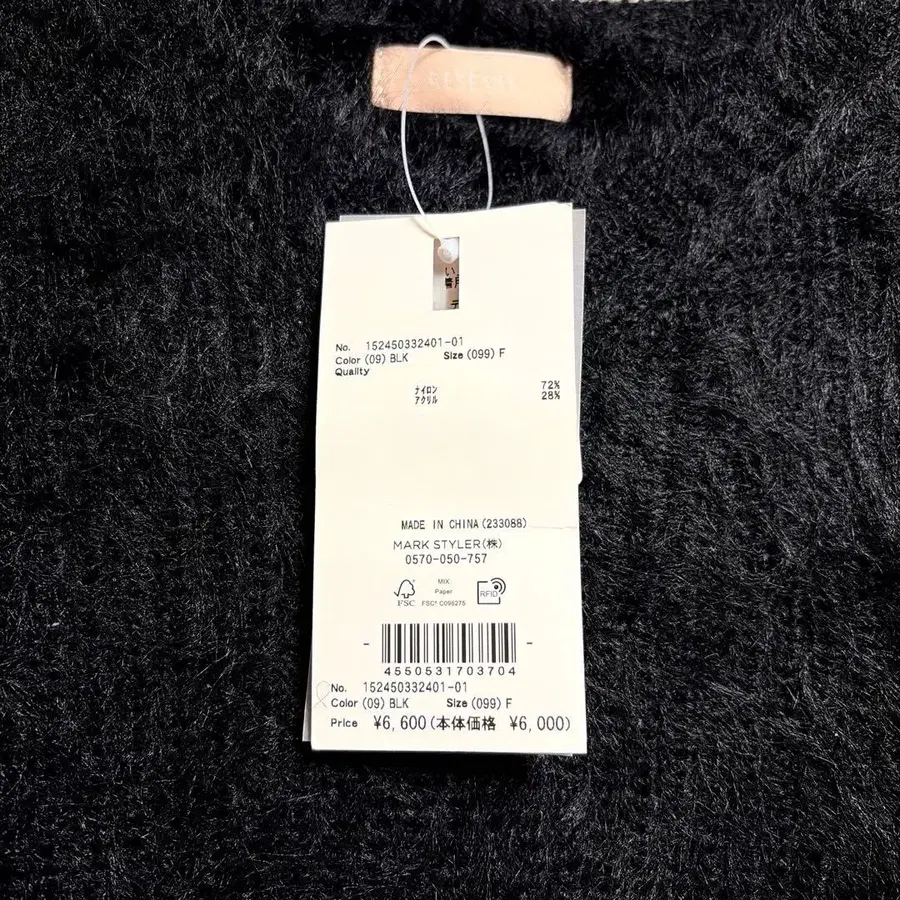 No. 152450332401-01
Color (09) BLK Size (099) F
Quality
ナイロン 72%
アクリル 28%
MADE IN CHINA(233088)
MARK STYLER(株)
0570-050-757
FSC
MIX
Paper
FSC® C096275
RFID
4550531703704
No. 152450332401-01
Color (09) BLK Size (099) F
Price ¥6,600(本体価格 ¥6,000)